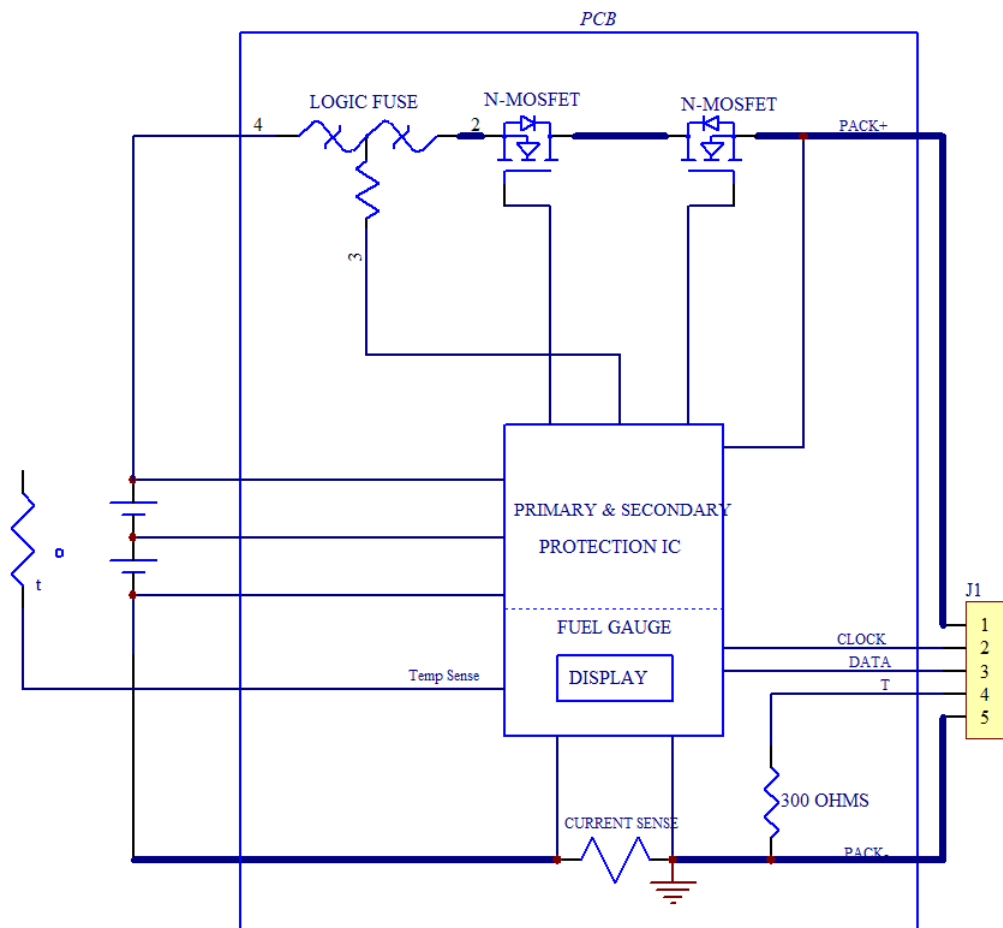 PCB
LOGIC FUSE
N-MOSFET
N-MOSFET
4
2
PACK+
3
PRIMARY & SECONDARY
PROTECTION IC
t
o
J1
1
FUEL GAUGE
CLOCK
2
DATA
3
Temp Sense
DISPLAY
T
4
5
300 OHMS
CURRENT SENSE
PACK-